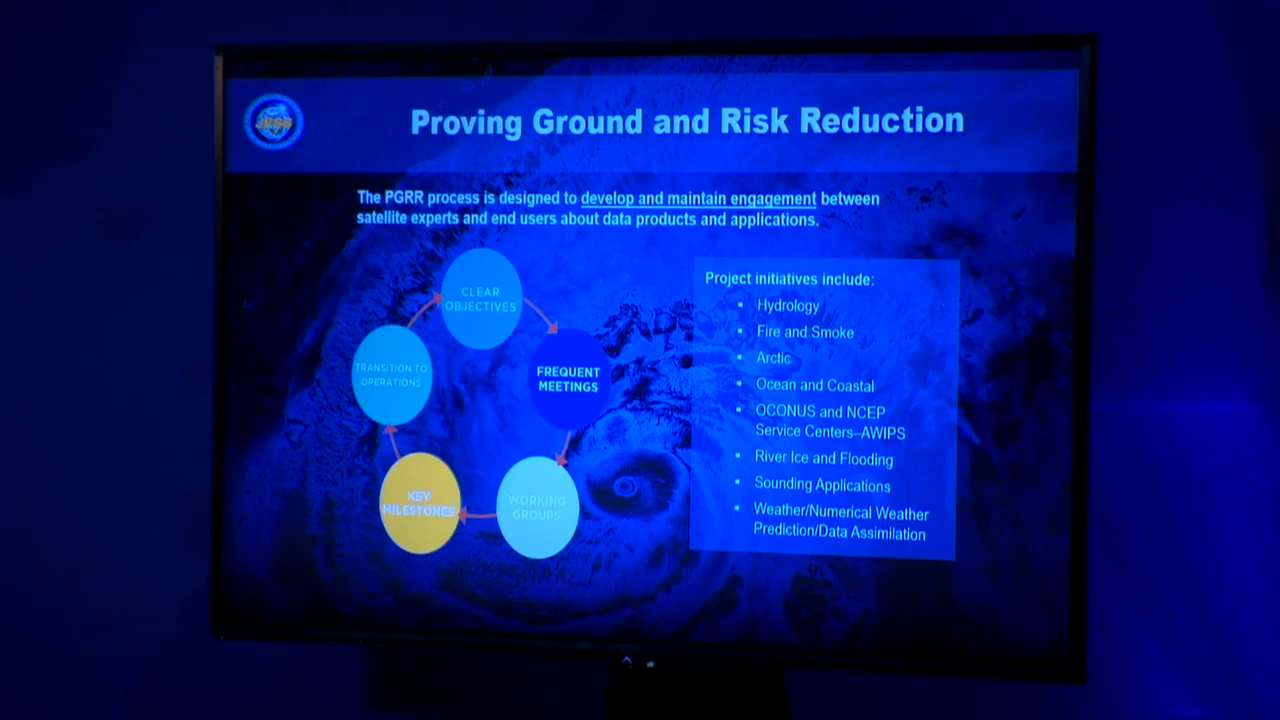 JPSS
Proving Ground and Risk Reduction
The PGRR process is designed to develop and maintain engagement between
satellite experts and end users about data products and applications.
CLEAR
OBJECTIVES
FREQUENT
MEETINGS
WORKING
GROUPS
KEY
MILESTONES
TRANSITION TO
OPERATIONS
Project initiatives include:
▪ Hydrology
▪ Fire and Smoke
▪ Arctic
▪ Ocean and Coastal
▪ OCONUS and NCEP
Service Centers–AWIPS
▪ River Ice and Flooding
▪ Sounding Applications
▪ Weather/Numerical Weather
Prediction/Data Assimilation